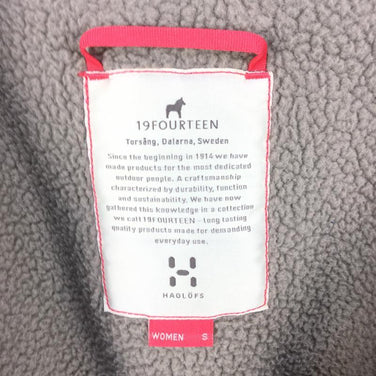 19FOURTEEN
Torsång, Dalarna, Sweden
Since the beginning in 1914 we have
made products for the most dedicated
outdoor people. A craftsmanship
characterized by durability, function
and sustainability. We have now
gathered this knowledge in a collection
we call 19FOURTEEN - long lasting
quality products made for demanding
everyday use.
HAGLÖFS
WOMEN S